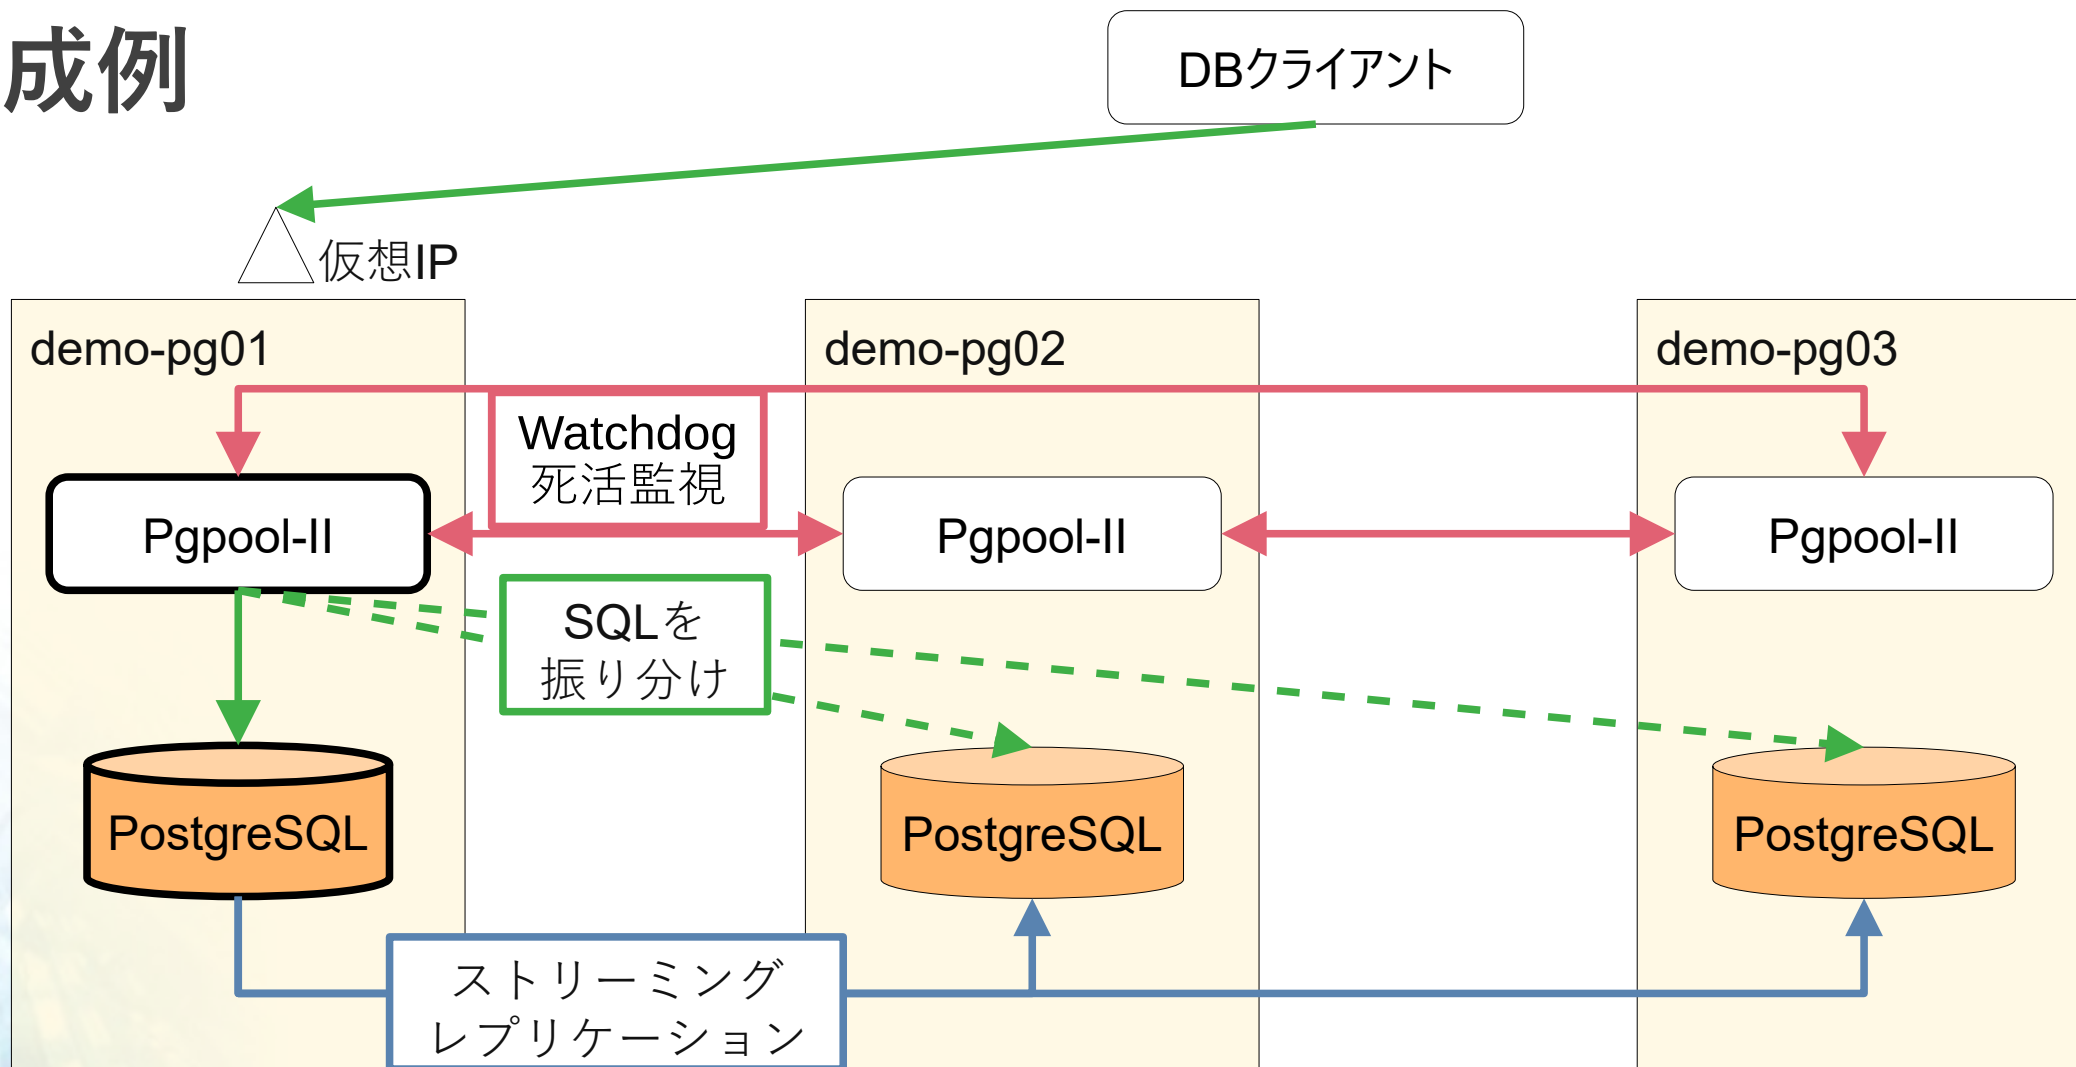 成例
DBクライアント
仮想IP
demo-pg01
demo-pg02
demo-pg03
Watchdog
死活監視
Pgpool-II
Pgpool-II
Pgpool-II
SQLを
振り分け
PostgreSQL
PostgreSQL
PostgreSQL
ストリーミング
レプリケーション